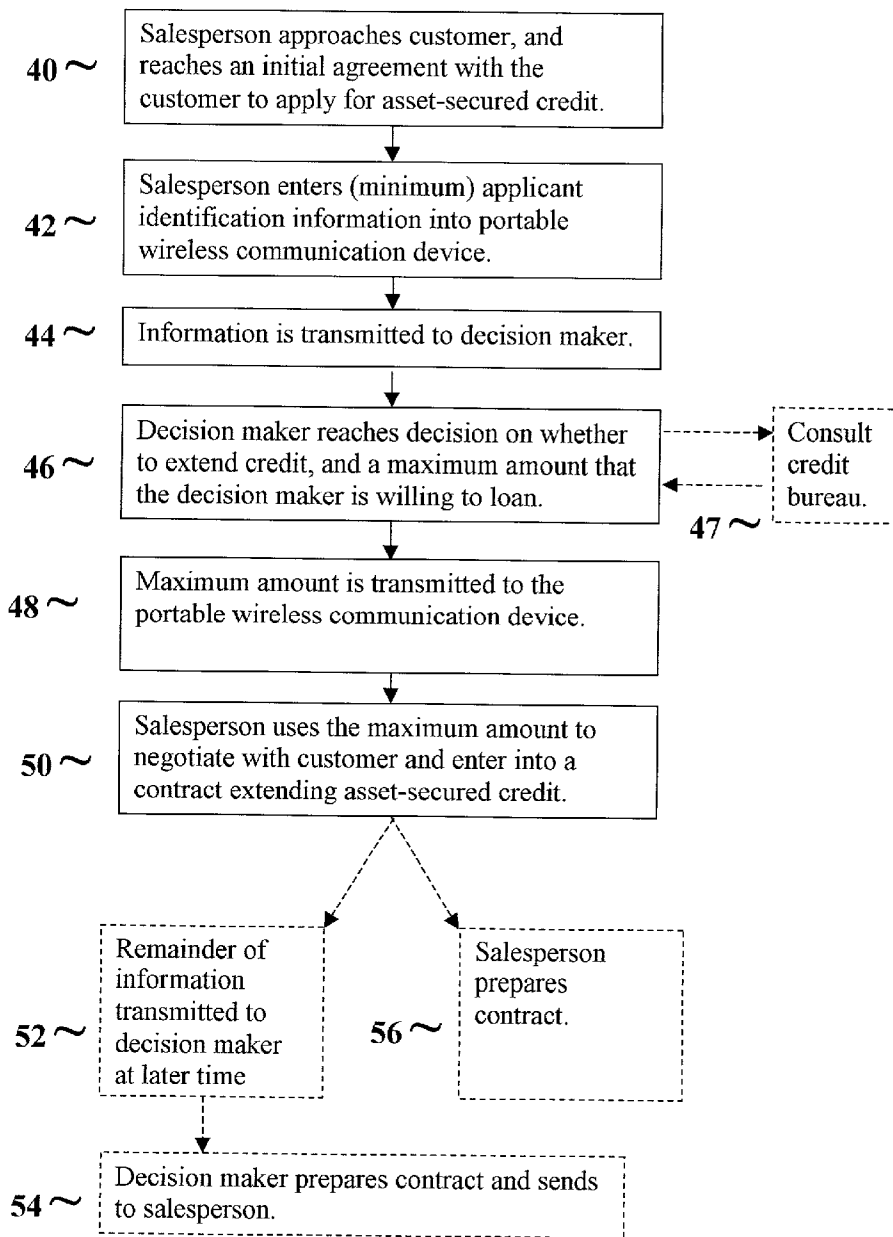 Salesperson approaches customer, and
40 ~
reaches an initial agreement with the
customer to apply for asset-secured credit.
Salesperson enters (minimum) applicant
42 ~
identification information into portable
wireless communication device.
44 ~
Information is transmitted to decision maker.
Decision maker reaches decision on whether
46 ~
to extend credit, and a maximum amount that
the decision maker is willing to loan.
Consult
credit
bureau.
47 ~
Maximum amount is transmitted to the
48 ~
portable wireless communication device.
Salesperson uses the maximum amount to
50 ~
negotiate with customer and enter into a
contract extending asset-secured credit.
Remainder of
information
transmitted to
52 ~
decision maker
at later time
Salesperson
prepares
56 ~
contract.
Decision maker prepares contract and sends
54 ~
to salesperson.